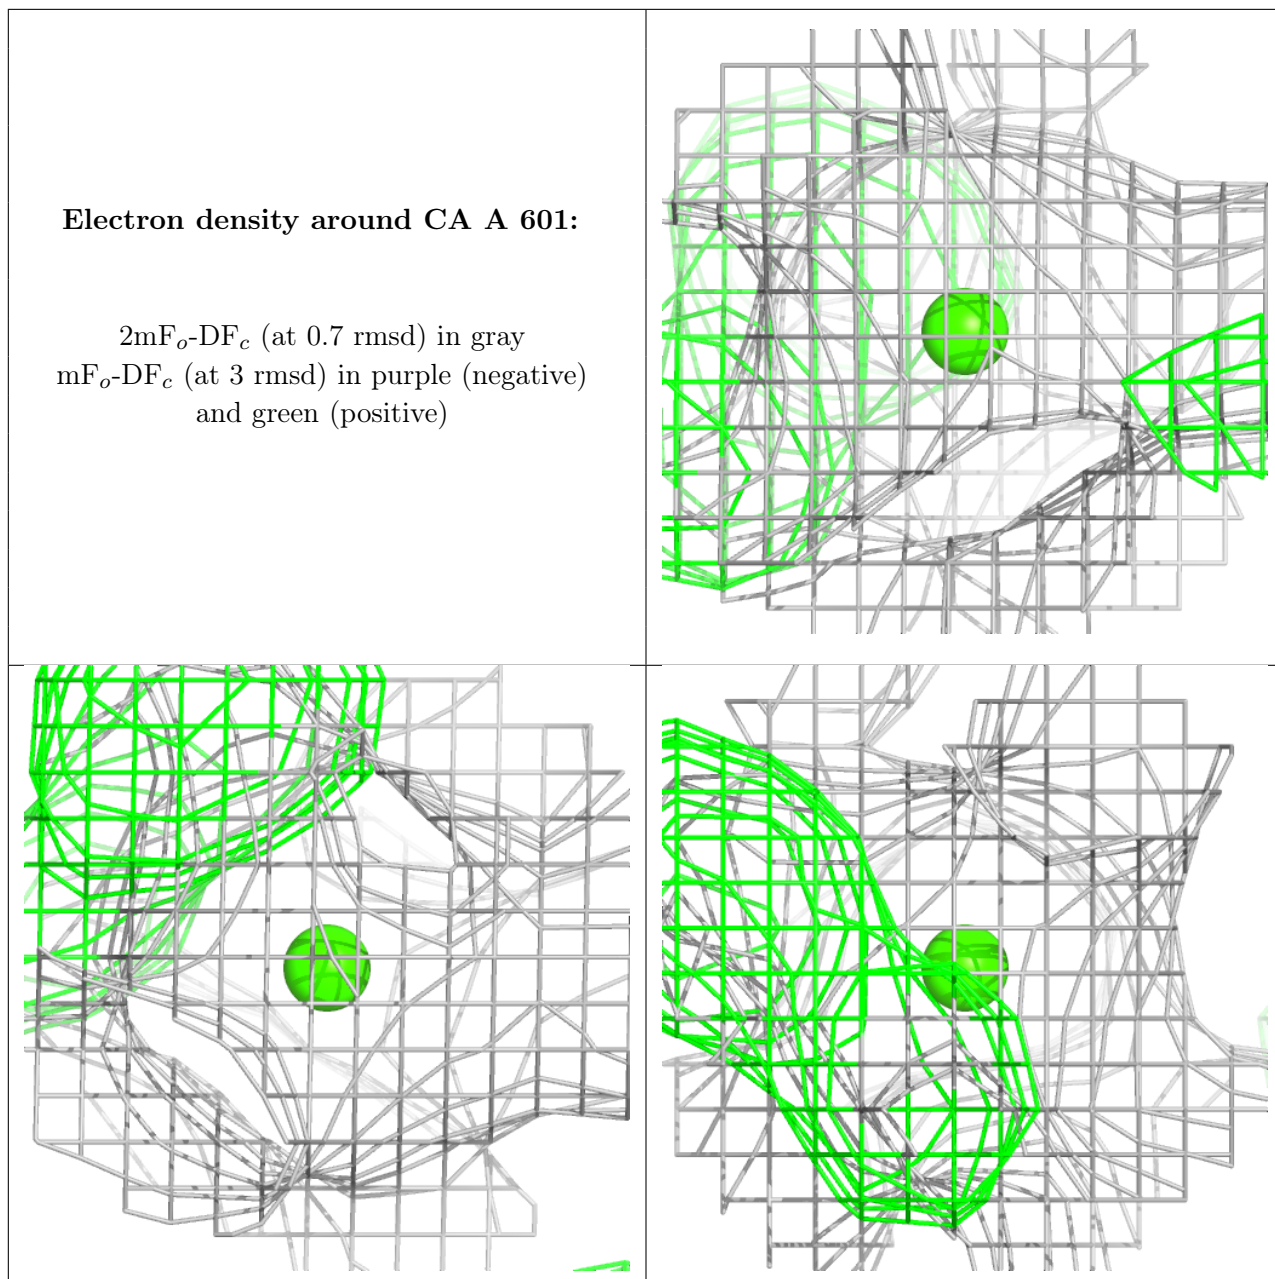 Electron density around CA A 601:
2mFo-DFc (at 0.7 rmsd) in gray
mFo-DFc (at 3 rmsd) in purple (negative)
and green (positive)